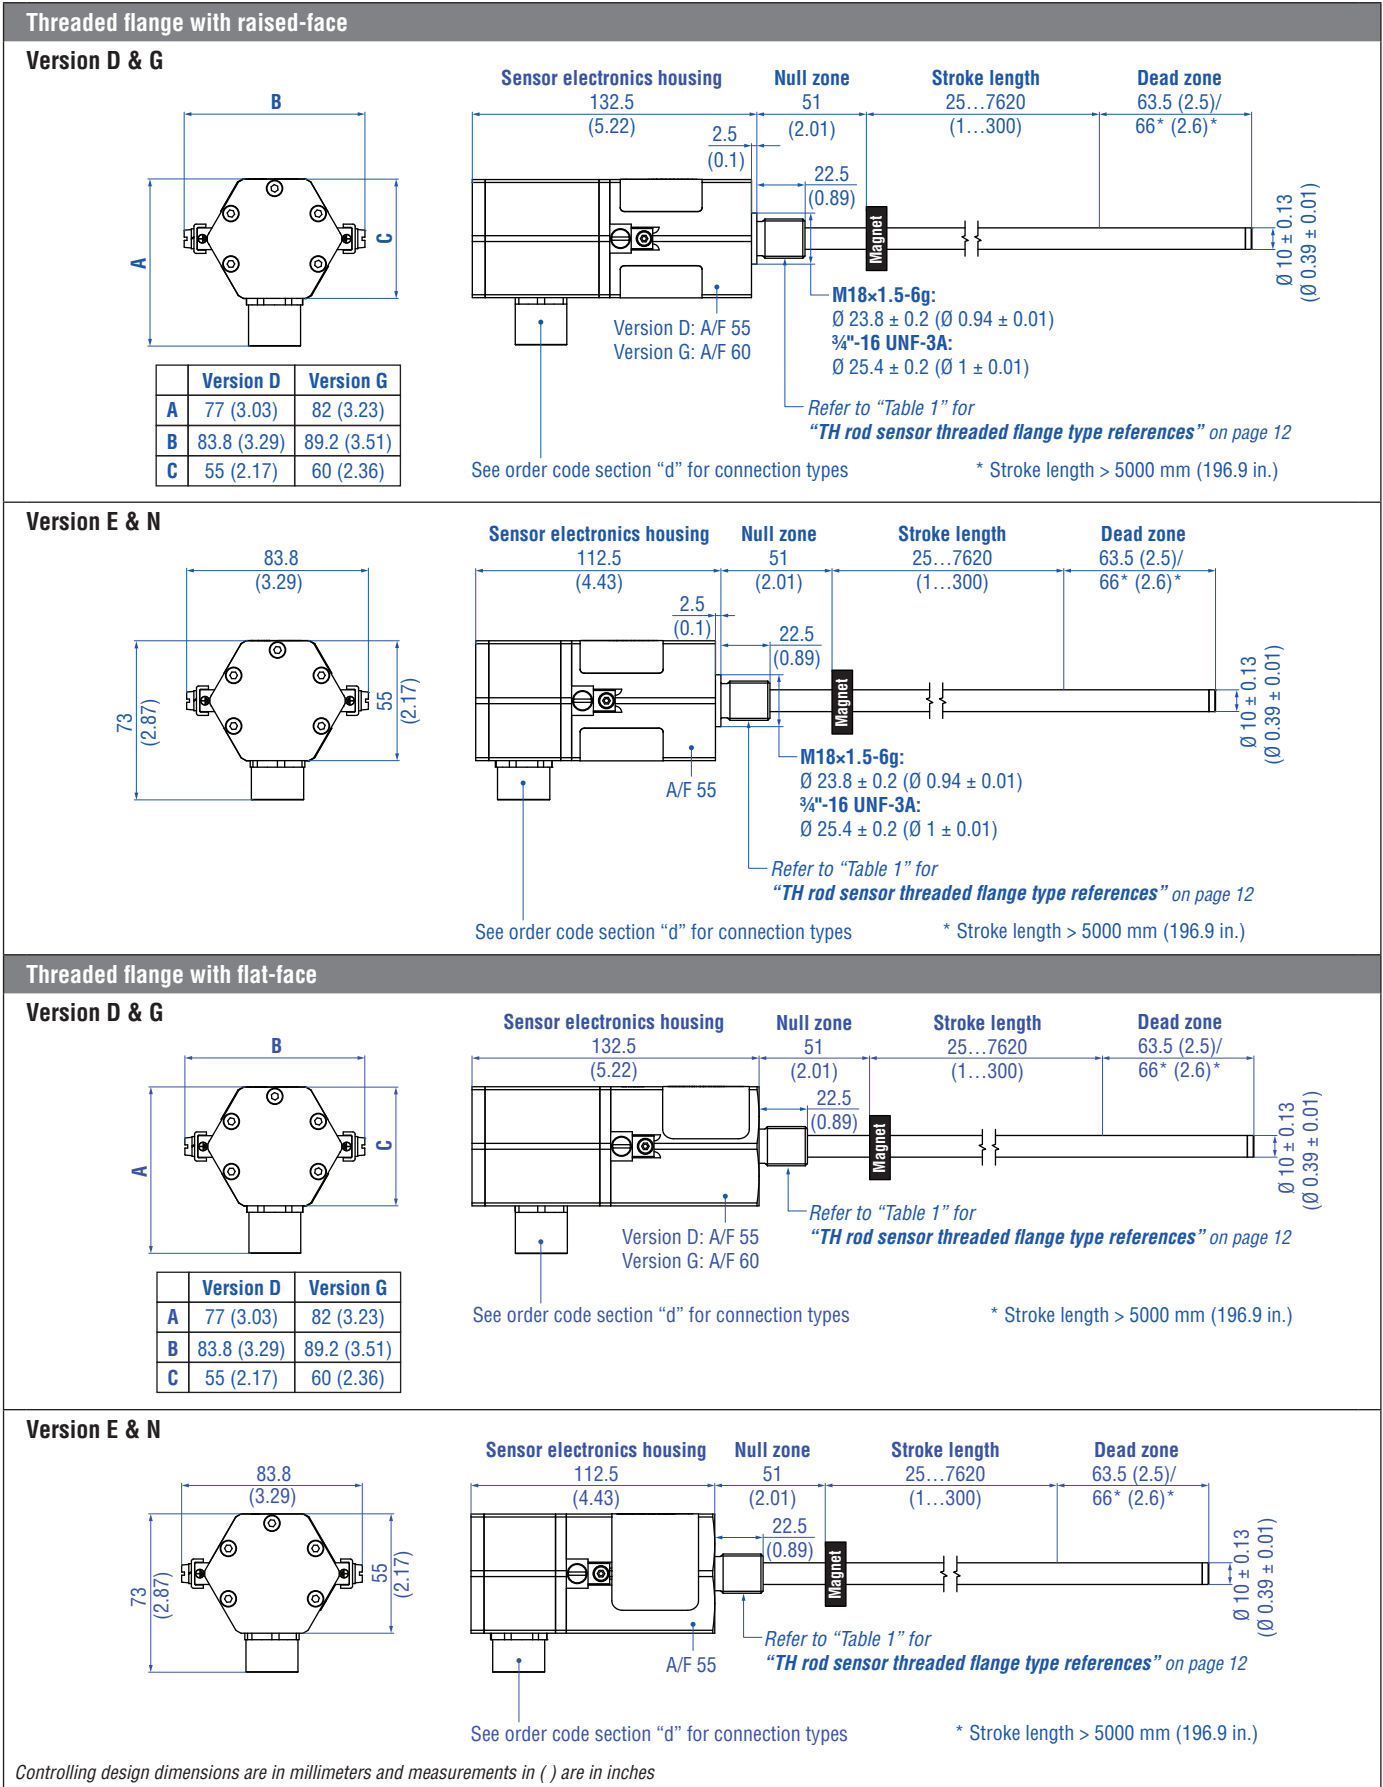 Threaded flange with raised-face
Version D & G
B
A
C
Version D Version G
A 77 (3.03) 82 (3.23)
B 83.8 (3.29) 89.2 (3.51)
C 55 (2.17) 60 (2.36)
Sensor electronics housing Null zone Stroke length Dead zone
132.5 51 25…7620 63.5 (2.5)/
(5.22) (2.01) (1…300) 66* (2.6)*
2.5
(0.1)
22.5
(0.89)
Magnet
Ø 10 ± 0.13
(Ø 0.39 ± 0.01)
M18×1.5-6g:
Ø 23.8 ± 0.2 (Ø 0.94 ± 0.01)
¾"-16 UNF-3A:
Ø 25.4 ± 0.2 (Ø 1 ± 0.01)
Version D: A/F 55
Version G: A/F 60
Refer to “Table 1” for
“TH rod sensor threaded flange type references” on page 12
See order code section “d” for connection types
* Stroke length > 5000 mm (196.9 in.)
Version E & N
83.8
(3.29)
73
(2.87)
55
(2.17)
Sensor electronics housing Null zone Stroke length Dead zone
112.5 51 25…7620 63.5 (2.5)/
(4.43) (2.01) (1…300) 66* (2.6)*
2.5
(0.1)
22.5
(0.89)
Magnet
Ø 10 ± 0.13
(Ø 0.39 ± 0.01)
M18×1.5-6g:
Ø 23.8 ± 0.2 (Ø 0.94 ± 0.01)
¾"-16 UNF-3A:
Ø 25.4 ± 0.2 (Ø 1 ± 0.01)
A/F 55
Refer to “Table 1” for
“TH rod sensor threaded flange type references” on page 12
See order code section “d” for connection types
* Stroke length > 5000 mm (196.9 in.)
Threaded flange with flat-face
Version D & G
B
A
C
Version D Version G
A 77 (3.03) 82 (3.23)
B 83.8 (3.29) 89.2 (3.51)
C 55 (2.17) 60 (2.36)
Sensor electronics housing Null zone Stroke length Dead zone
132.5 51 25…7620 63.5 (2.5)/
(5.22) (2.01) (1…300) 66* (2.6)*
22.5
(0.89)
Magnet
Ø 10 ± 0.13
(Ø 0.39 ± 0.01)
Version D: A/F 55
Version G: A/F 60
Refer to “Table 1” for
“TH rod sensor threaded flange type references” on page 12
See order code section “d” for connection types
* Stroke length > 5000 mm (196.9 in.)
Version E & N
83.8
(3.29)
73
(2.87)
55
(2.17)
Sensor electronics housing Null zone Stroke length Dead zone
112.5 51 25…7620 63.5 (2.5)/
(4.43) (2.01) (1…300) 66* (2.6)*
22.5
(0.89)
Magnet
Ø 10 ± 0.13
(Ø 0.39 ± 0.01)
A/F 55
Refer to “Table 1” for
“TH rod sensor threaded flange type references” on page 12
See order code section “d” for connection types
* Stroke length > 5000 mm (196.9 in.)
Controlling design dimensions are in millimeters and measurements in ( ) are in inches